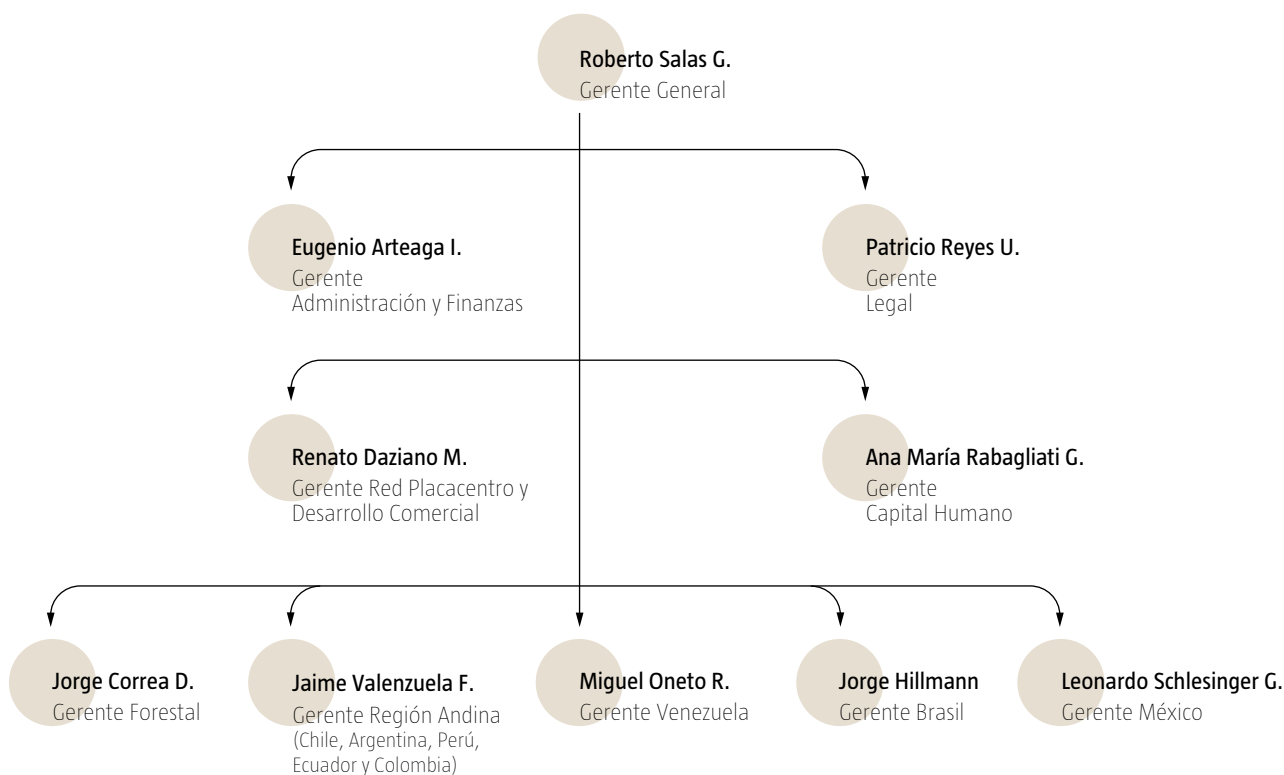 Roberto Salas G.
Gerente General
Eugenio Arteaga I.
Gerente
Administración y Finanzas
Patricio Reyes U.
Gerente
Legal
Renato Daziano M.
Gerente Red Placacentro y
Desarrollo Comercial
Ana María Rabagliati G.
Gerente
Capital Humano
Jorge Correa D.
Gerente Forestal
Jaime Valenzuela F.
Gerente Región Andina
(Chile, Argentina, Perú,
Ecuador y Colombia)
Miguel Oneto R.
Gerente Venezuela
Jorge Hillmann
Gerente Brasil
Leonardo Schlesinger G.
Gerente México